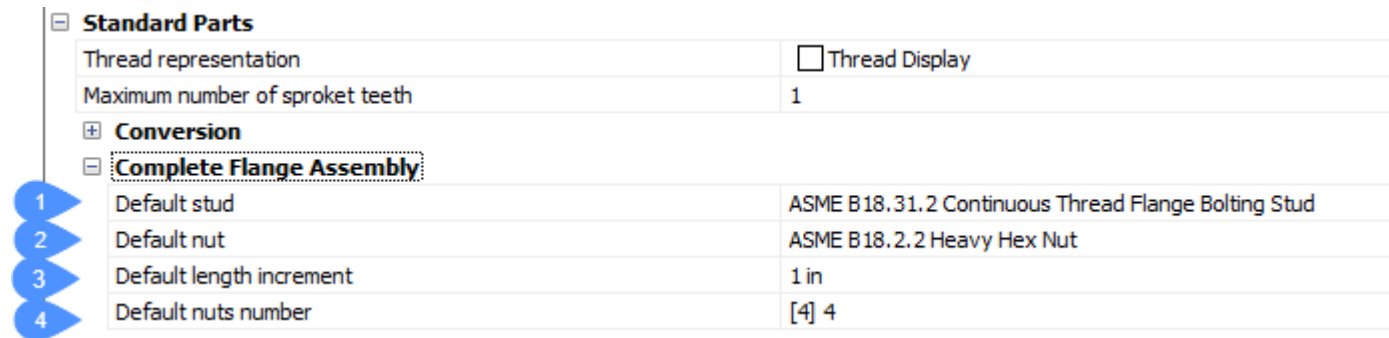 Standard Parts
Thread representation Thread Display
Maximum number of sproket teeth 1
Conversion
Complete Flange Assembly
1 Default stud ASME B18.31.2 Continuous Thread Flange Bolting Stud
2 Default nut ASME B18.2.2 Heavy Hex Nut
3 Default length increment 1 in
4 Default nuts number [4] 4